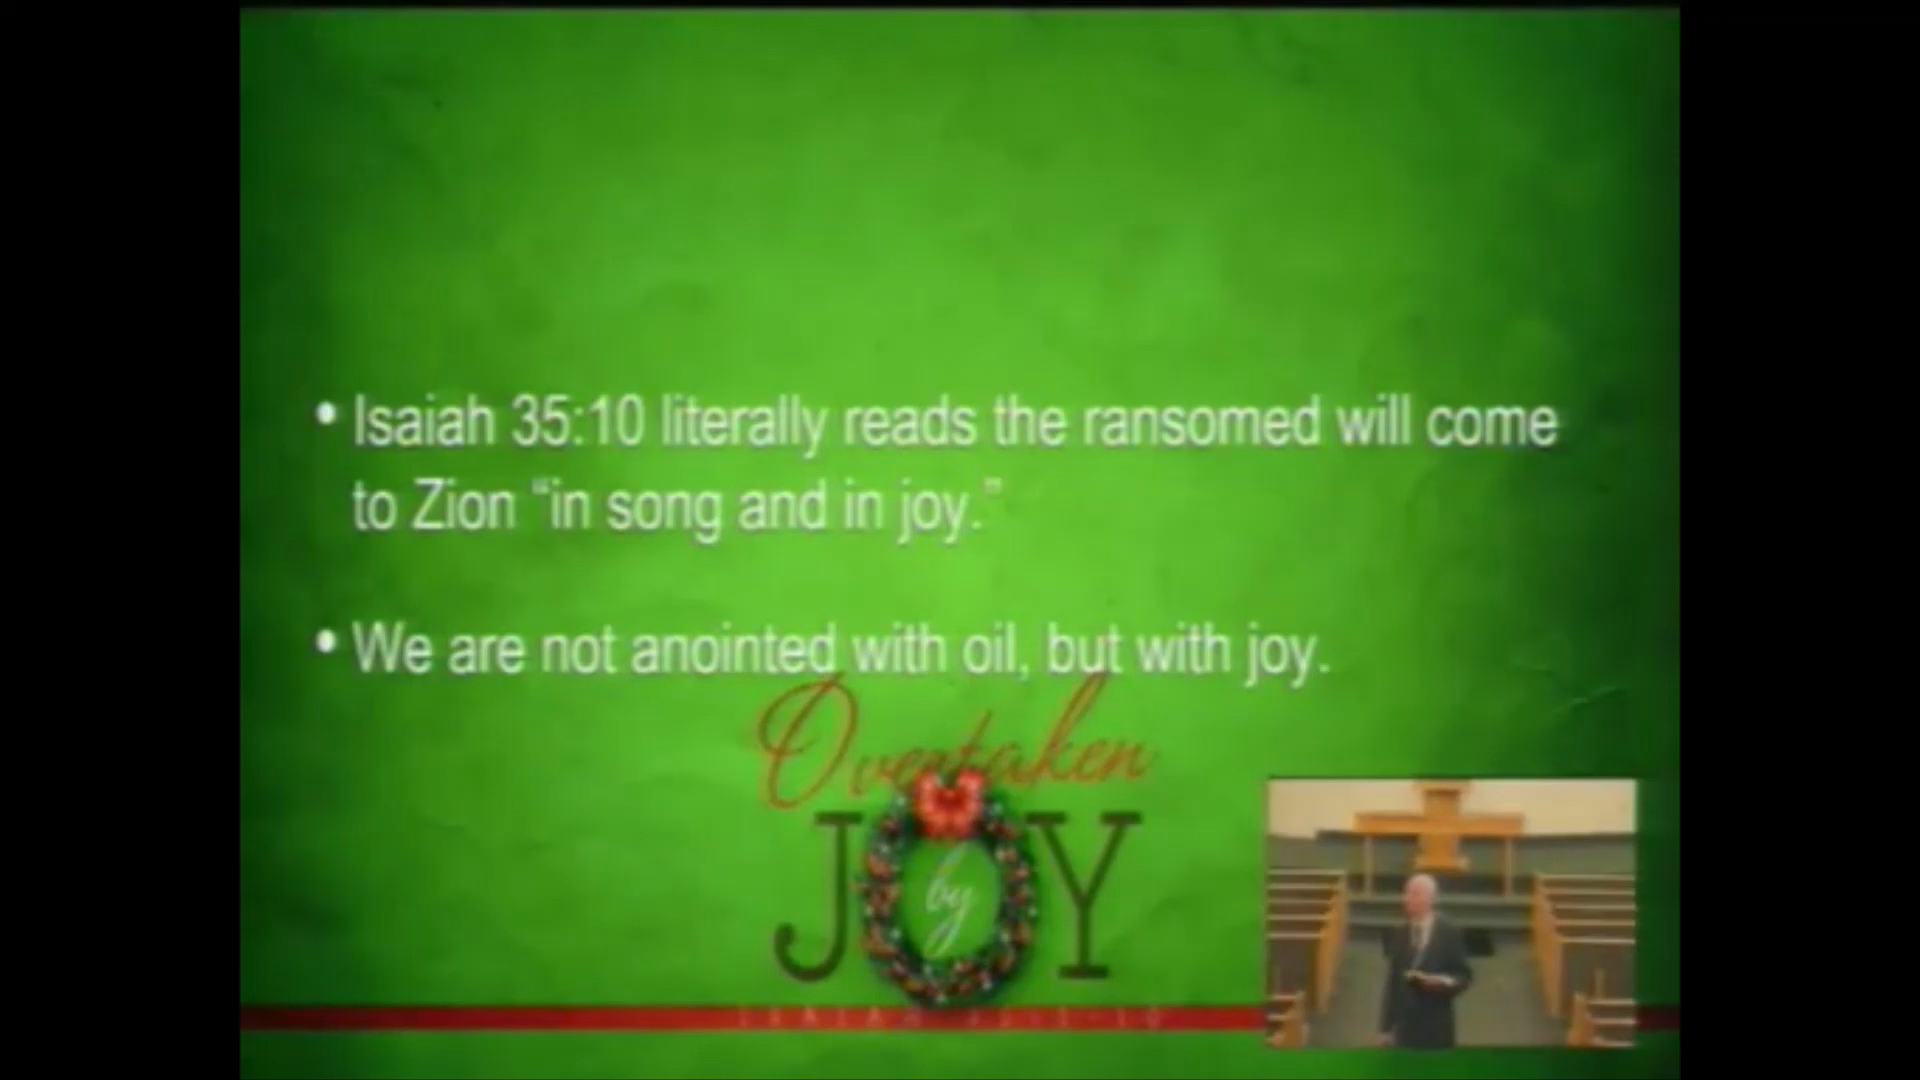 • Isaiah 35:10 literally reads the ransomed will come
to Zion “in song and in joy.”
• We are not anointed with oil, but with joy.
Overtaken
by
JOY